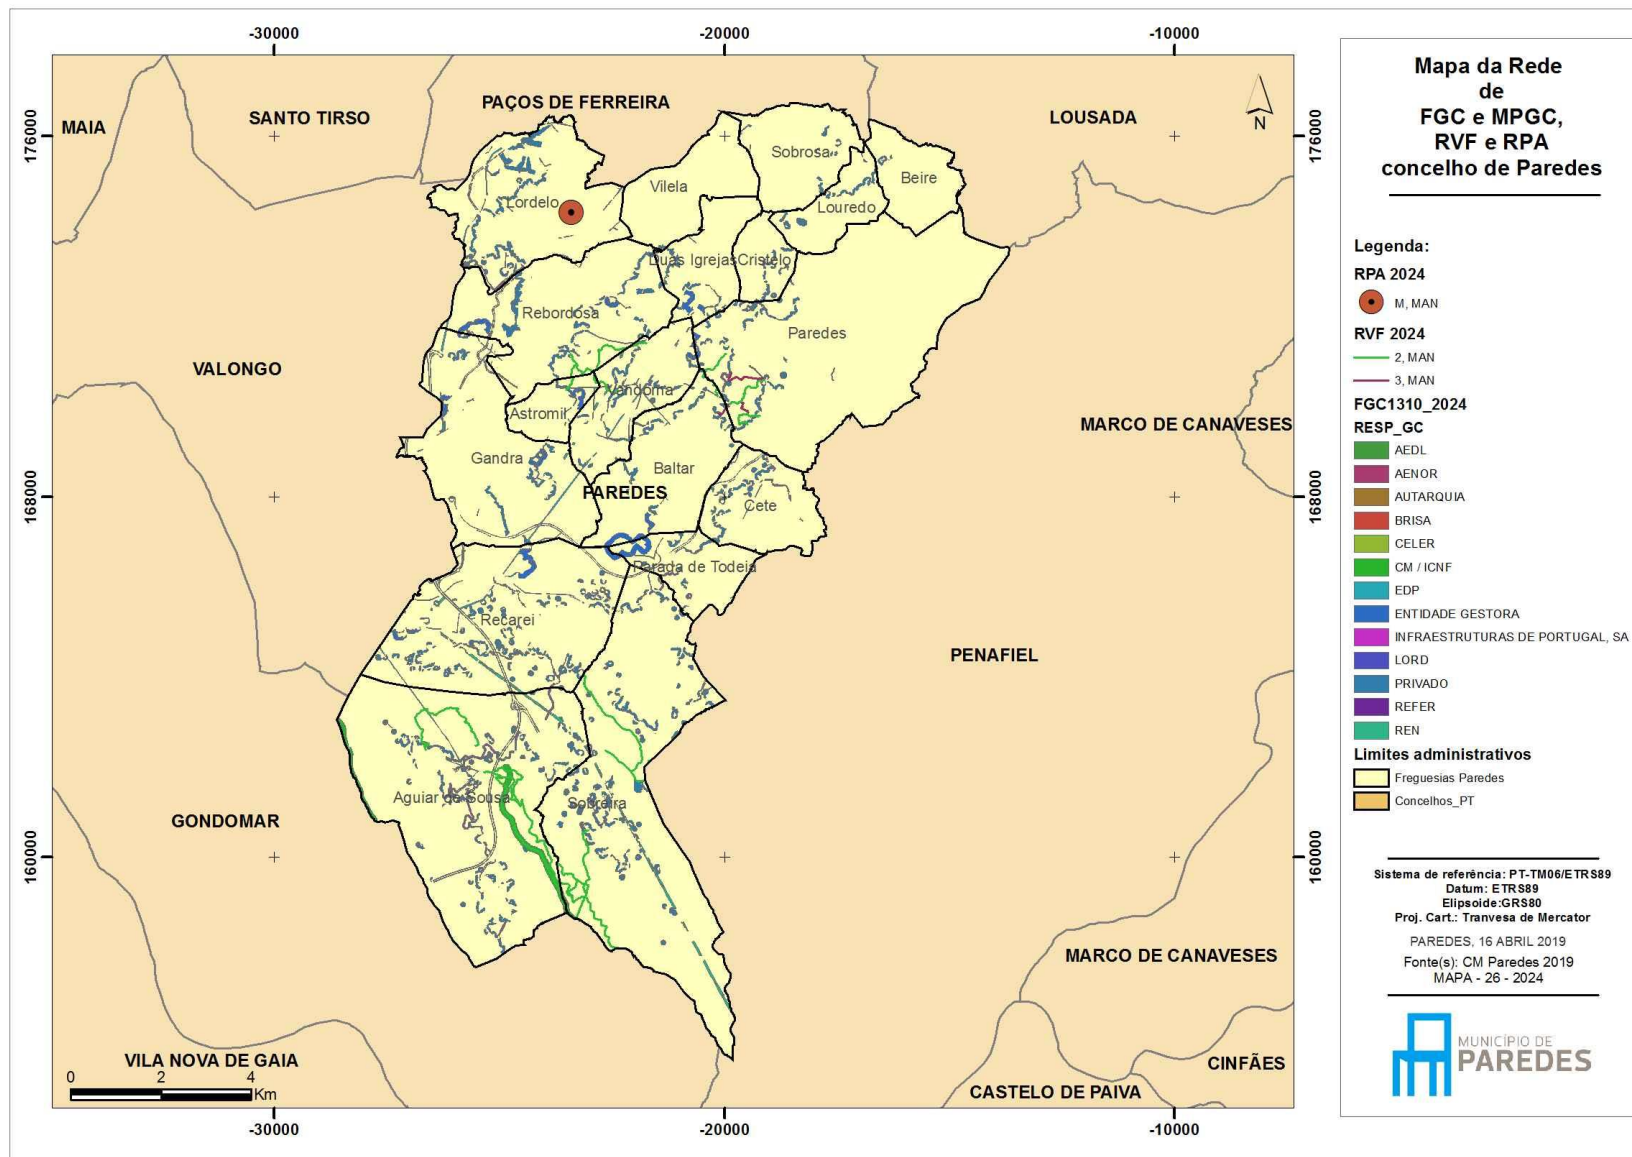 -30000
-20000
-10000
176000
176000
168000
168000
160000
160000
MAIA
SANTO TIRSO
PAÇOS DE FERREIRA
LOUSADA
N
Sobrosa
Beire
Vilela
Lordelo
Louredo
Duas Igrejas
Cristelo
Rebordosa
Paredes
VALONGO
Vandoma
Astromil
MARCO DE CANAVESES
Gandra
Baltar
PAREDES
Cete
Parada de Todeia
Recarei
PENAFIEL
Aguiar de Sousa
Sobreira
GONDOMAR
MARCO DE CANAVESES
VILA NOVA DE GAIA
CINFÃES
CASTELO DE PAIVA
0 2 4
Km
-30000
-20000
-10000
Mapa da Rede
de
FGC e MPGC,
RVF e RPA
concelho de Paredes
Legenda:
RPA 2024
M, MAN
RVF 2024
2, MAN
3, MAN
FGC1310_2024
RESP_GC
AEDL
AENOR
AUTARQUIA
BRISA
CELER
CM / ICNF
EDP
ENTIDADE GESTORA
INFRAESTRUTURAS DE PORTUGAL, SA
LORD
PRIVADO
REFER
REN
Limites administrativos
Freguesias Paredes
Concelhos_PT
Sistema de referência: PT-TM06/ETRS89
Datum: ETRS89
Elipsoide:GRS80
Proj. Cart.: Tranvesa de Mercator
PAREDES, 16 ABRIL 2019
Fonte(s): CM Paredes 2019
MAPA - 26 - 2024
MUNICÍPIO DE
PAREDES